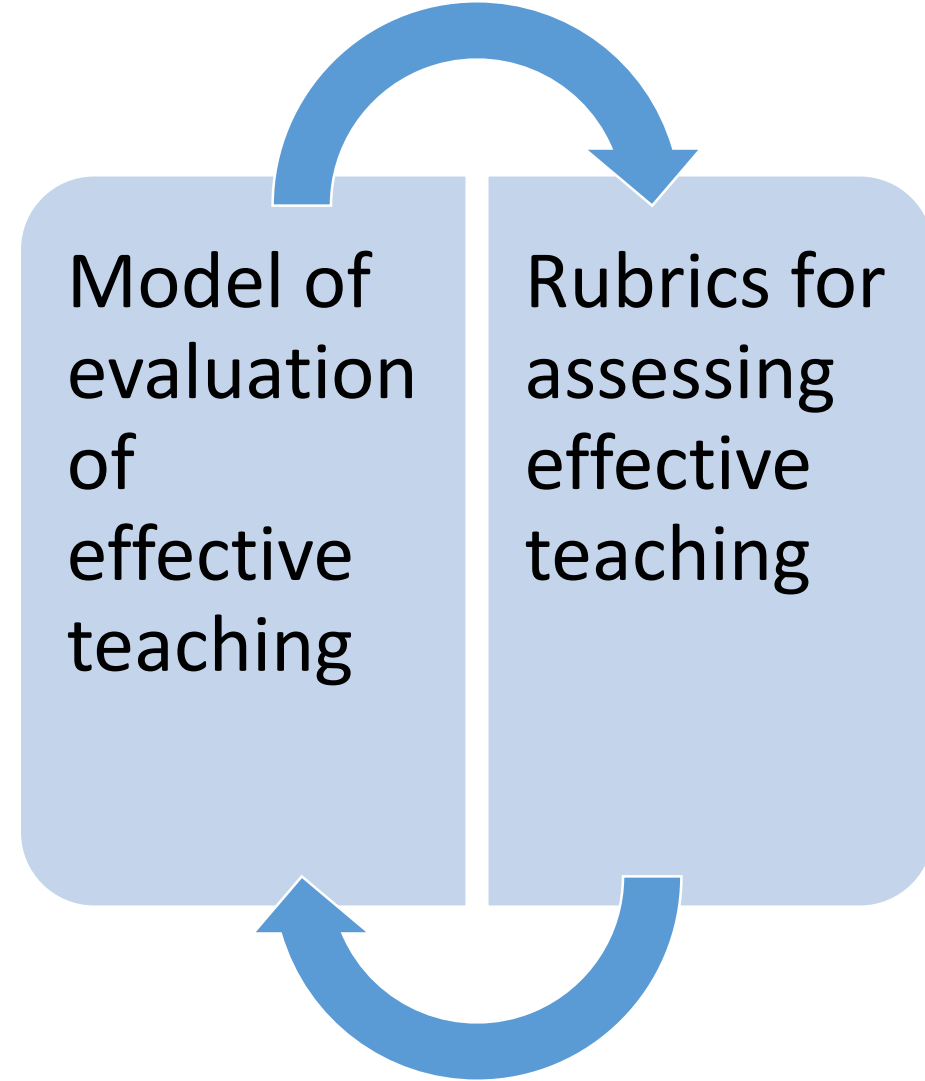 Model of
evaluation
of
effective
teaching
Rubrics for
assessing
effective
teaching